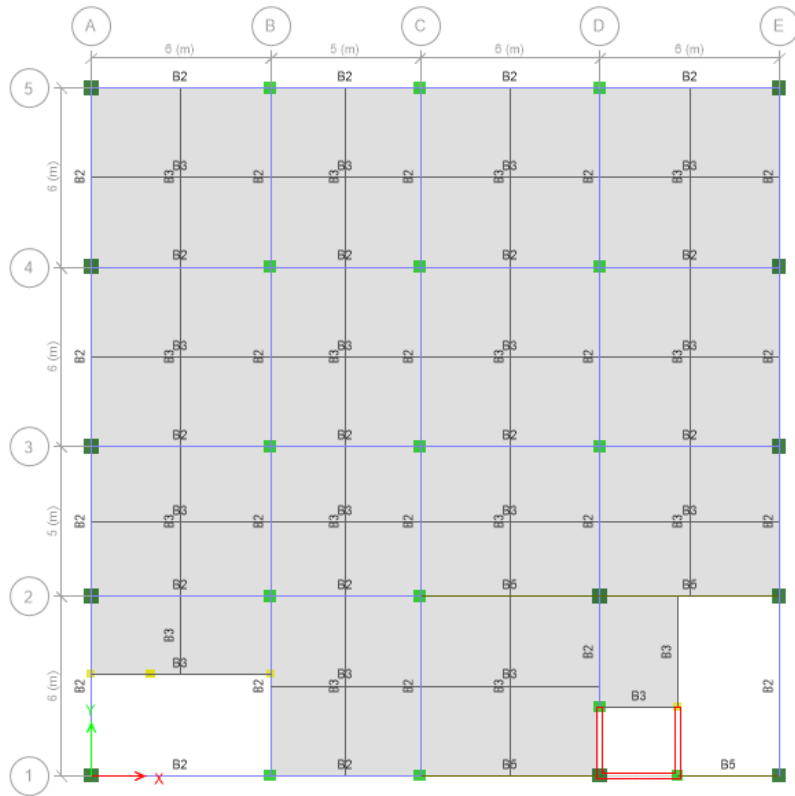 A B C D E
6 (m) 5 (m) 6 (m) 6 (m)
B2 B2 B2 B2
5
6 (m)
B3 B3 B3 B3
B2 B3 B2 B3 B2 B3 B2 B3 B2
B2 B2 B2 B2
4
6 (m)
B3 B3 B3 B3
B2 B3 B2 B3 B2 B3 B2 B3 B2
B2 B2 B2 B2
3
5 (m)
B3 B3 B3 B3
B2 B3 B2 B3 B2 B3 B2 B3 B2
B2 B2 B5 B5
2
B3 B2 B3
B3 B3 B3
6 (m)
B2 B2 B3 B2 B3 B2
B3
Y
B2 B2 B5 B5
1
X